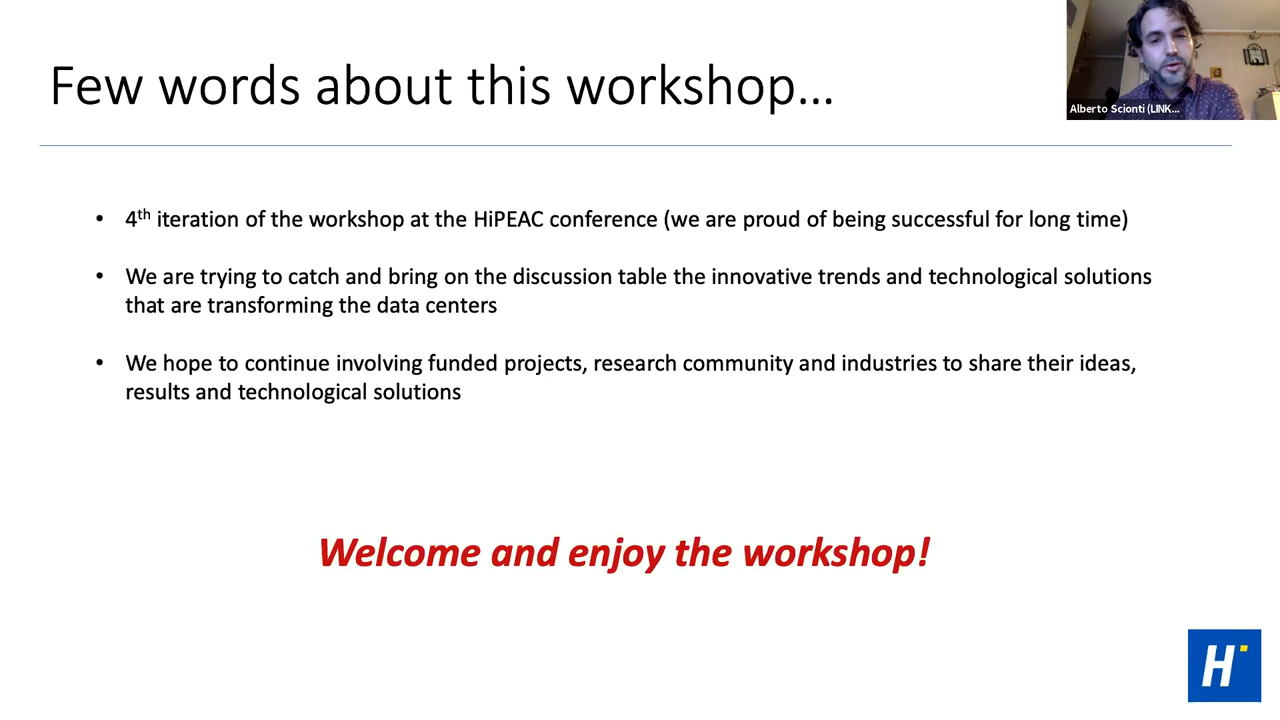 Few words about this workshop...
Alberto Scionti (LINK...
• 4th iteration of the workshop at the HiPEAC conference (we are proud of being successful for long time)
• We are trying to catch and bring on the discussion table the innovative trends and technological solutions
that are transforming the data centers
• We hope to continue involving funded projects, research community and industries to share their ideas,
results and technological solutions
Welcome and enjoy the workshop!
H